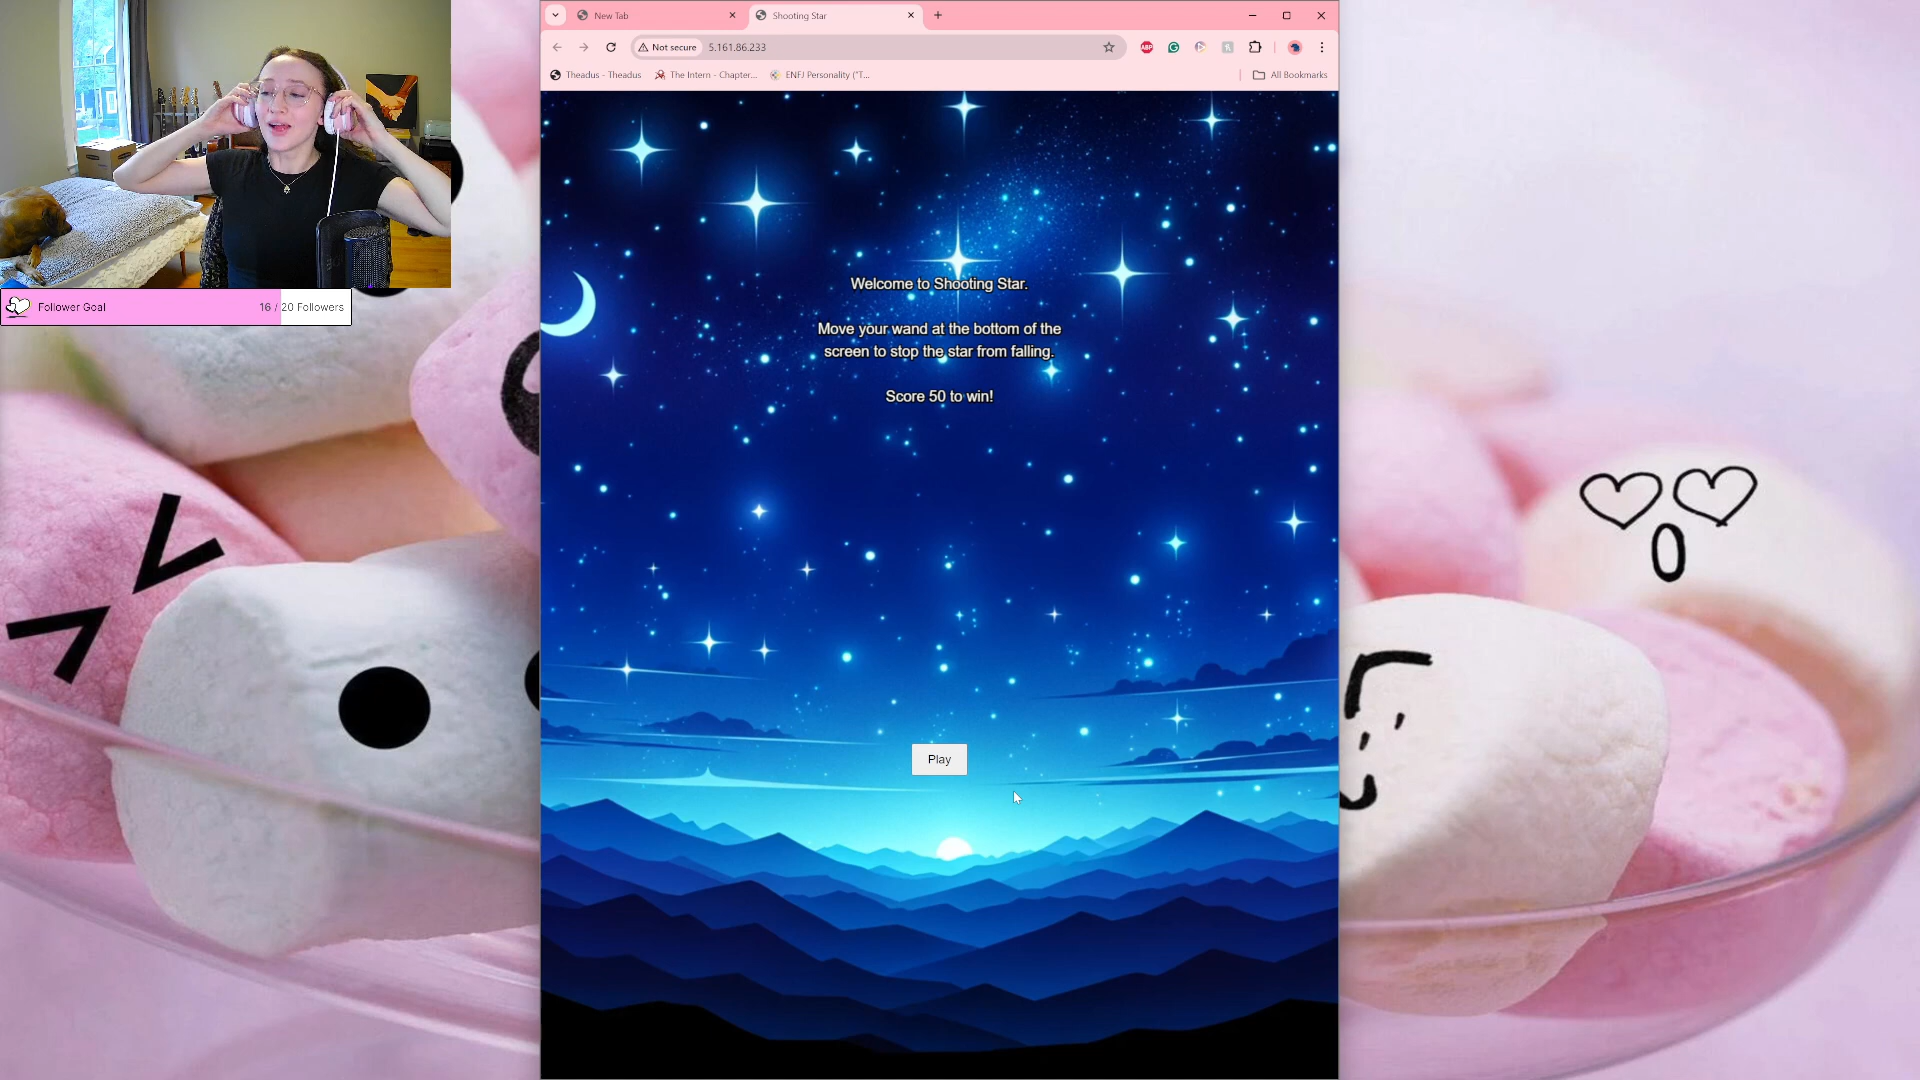 New Tab
Shooting Star
Not secure
5.161.86.233
ABP
Theadus - Theadus
The Intern - Chapter...
ENFJ Personality ("T...
All Bookmarks
Follower Goal
16 / 20 Followers
Welcome to Shooting Star.
Move your wand at the bottom of the
screen to stop the star from falling.
Score 50 to win!
Play